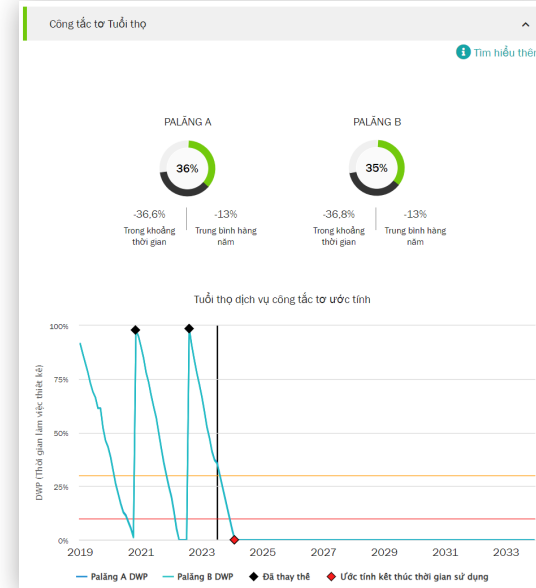 Công tắc tơ Tuổi thọ
Tìm hiểu thên
PALĂNG A
PALĂNG B
36%
35%
-36,6%
-13%
-36,8%
-13%
Trong khoảng thời gian
Trung bình hàng năm
Trong khoảng thời gian
Trung bình hàng năm
Tuổi thọ dịch vụ công tắc tơ ước tính
DWP (Thời gian làm việc thiết kế)
100%
75%
50%
25%
0%
2019 2021 2023 2025 2027 2029 2031 2033
Palăng A DWP Palăng B DWP Đã thay thế Ước tính kết thúc thời gian sử dụng